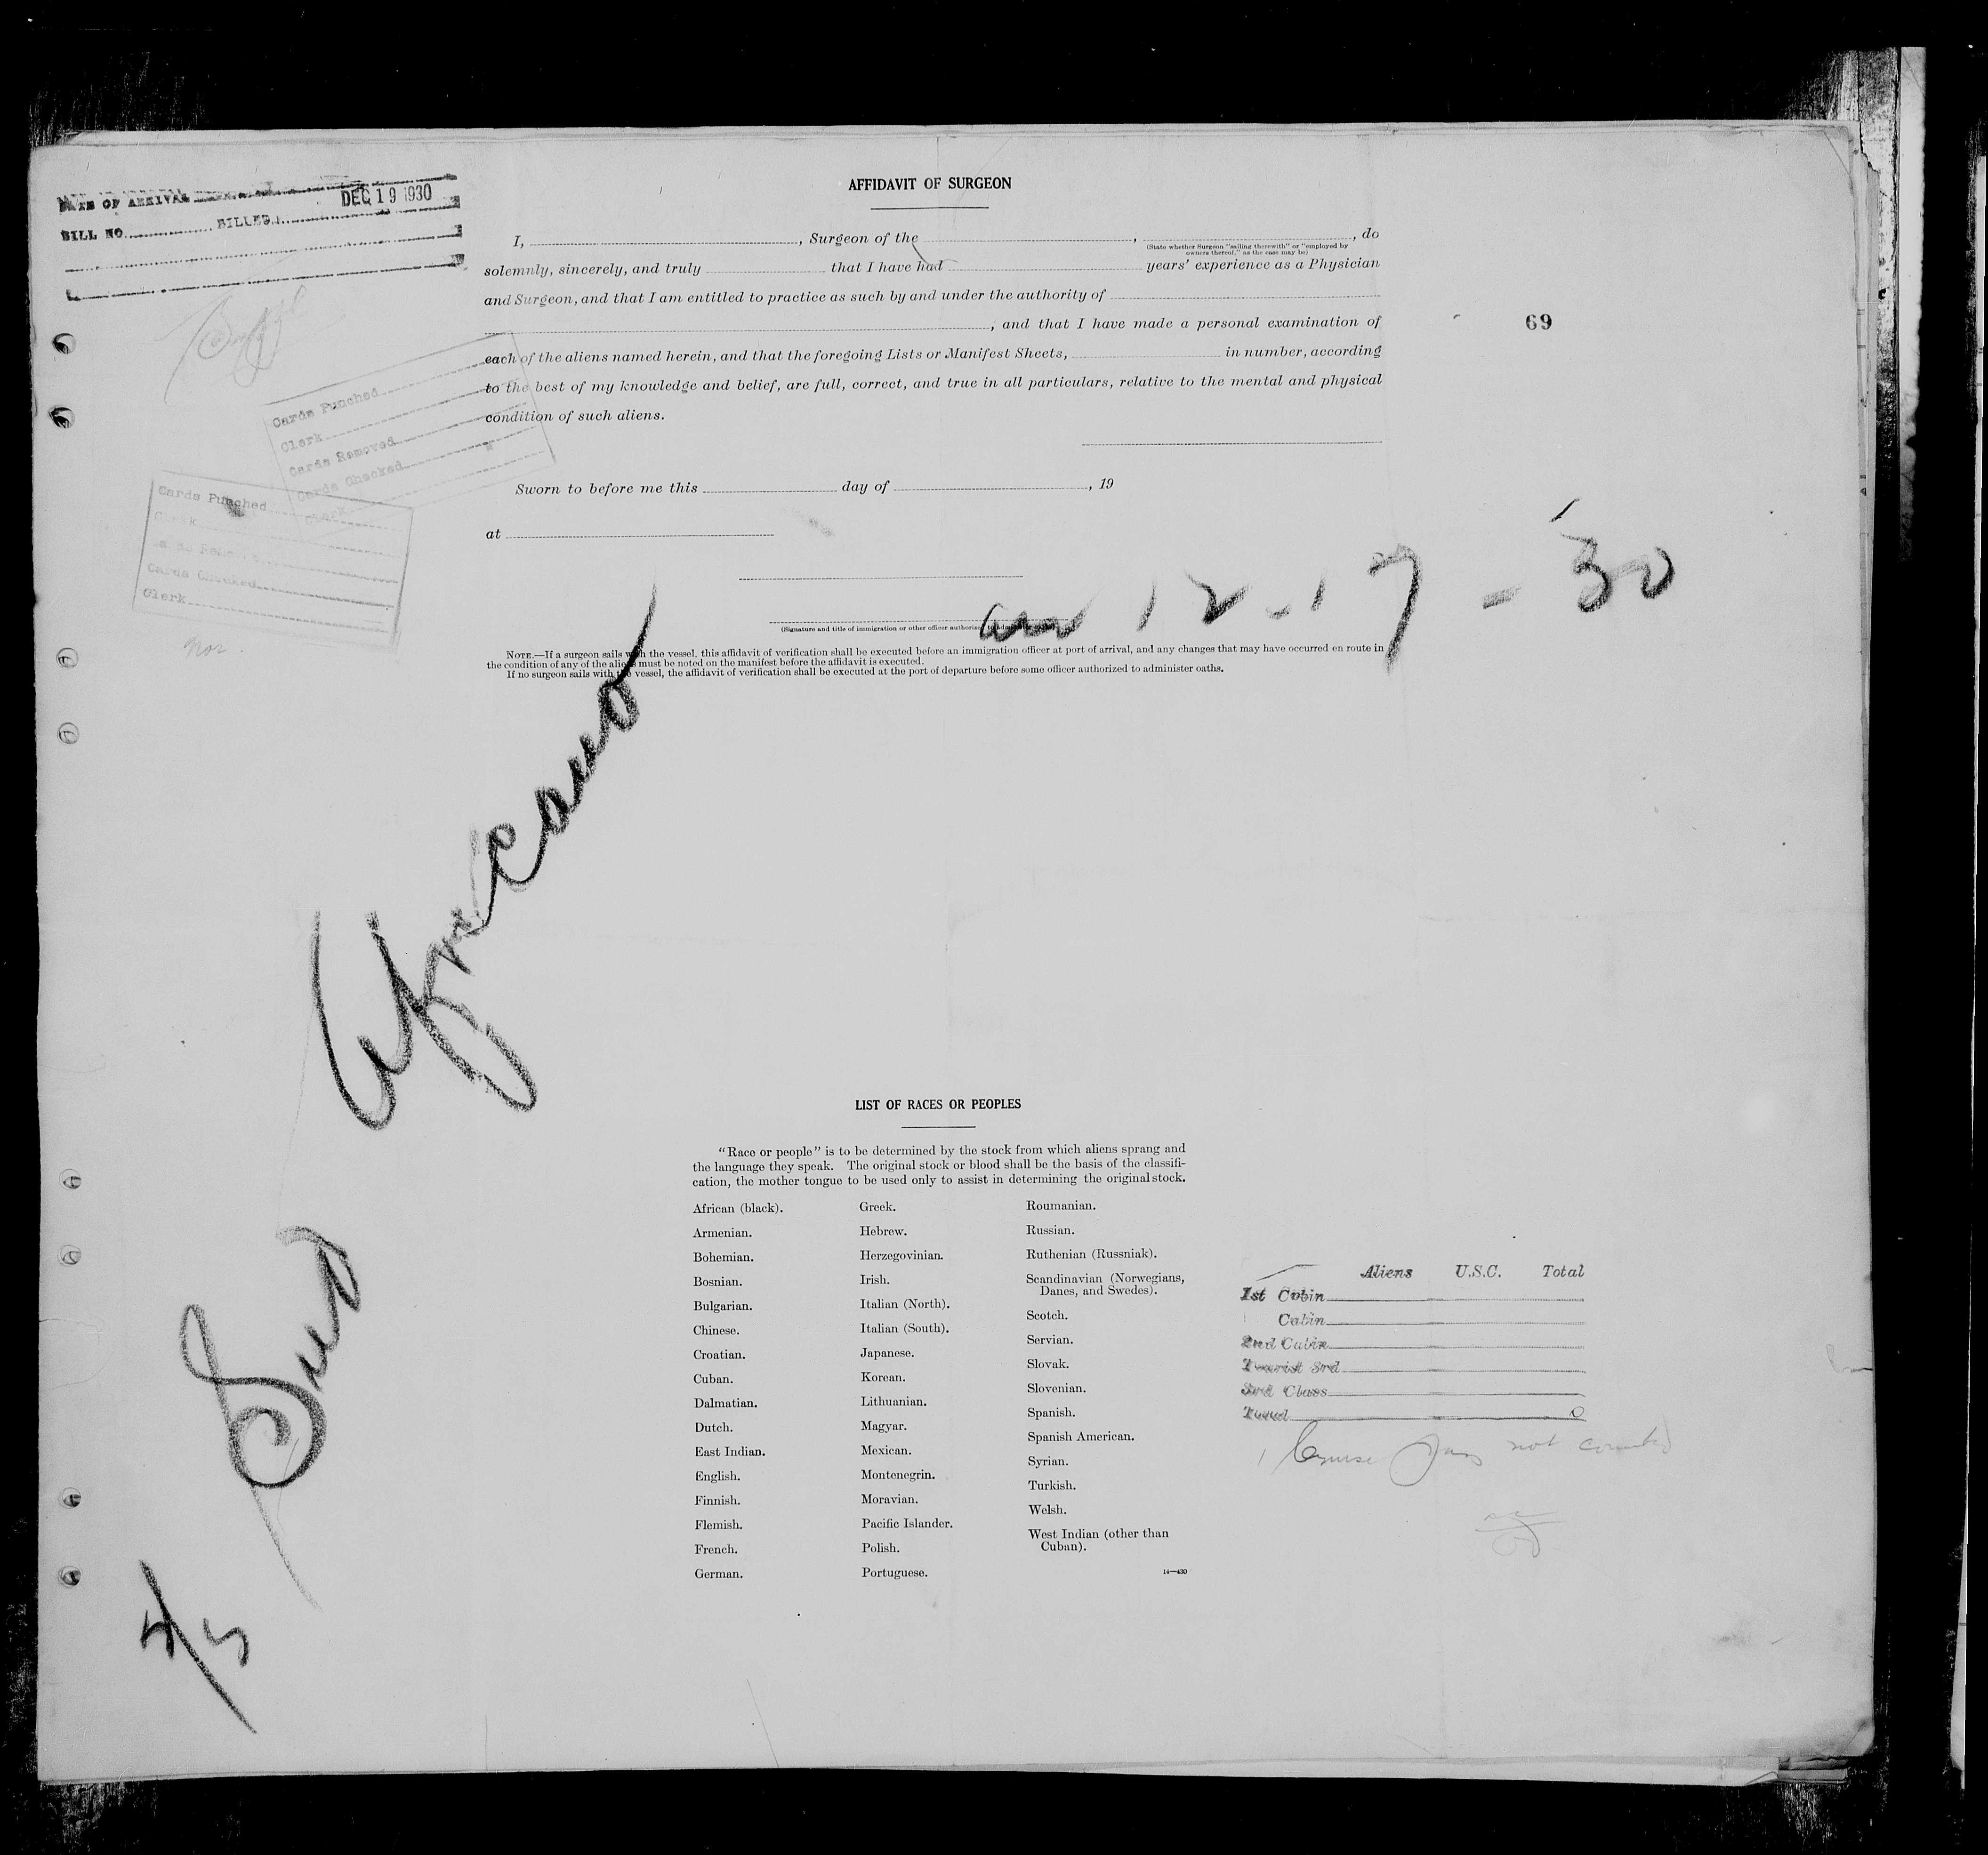 DATE OF ARRIVAL
BILL NO. BILLED DEC 19 1930
AFFIDAVIT OF SURGEON
I, , Surgeon of the , , do
(State whether Surgeon "sailing therewith" or "employed by
owners thereof," as the case may be)
solemnly, sincerely, and truly that I have had years' experience as a Physician
and Surgeon, and that I am entitled to practice as such by and under the authority of
, and that I have made a personal examination of
each of the aliens named herein, and that the foregoing Lists or Manifest Sheets, in number, according
to the best of my knowledge and belief, are full, correct, and true in all particulars, relative to the mental and physical
condition of such aliens.
69
Cards Punched
Clerk
Cards Removed
Cards Checked
Clerk
Cards Punched
Clerk
Cards Checked
Clerk
Sworn to before me this day of , 19
at
arr 12-17-30
(Signature and title of immigration or other officer
NOTE.—If a surgeon sails with the vessel, this affidavit of verification shall be executed before an immigration officer at port of arrival, and any changes that may have occurred en route in
the condition of any of the aliens must be noted on the manifest before the affidavit is executed.
If no surgeon sails with the vessel, the affidavit of verification shall be executed at the port of departure before some officer authorized to administer oaths.
S/S Sud Africano
LIST OF RACES OR PEOPLES
"Race or people" is to be determined by the stock from which aliens sprang and
the language they speak. The original stock or blood shall be the basis of the classifi-
cation, the mother tongue to be used only to assist in determining the original stock.
African (black).
Armenian.
Bohemian.
Bosnian.
Bulgarian.
Chinese.
Croatian.
Cuban.
Dalmatian.
Dutch.
East Indian.
English.
Finnish.
Flemish.
French.
German.
Greek.
Hebrew.
Herzegovinian.
Irish.
Italian (North).
Italian (South).
Japanese.
Korean.
Lithuanian.
Magyar.
Mexican.
Montenegrin.
Moravian.
Pacific Islander.
Polish.
Portuguese.
Roumanian.
Russian.
Ruthenian (Russniak).
Scandinavian (Norwegians,
Danes, and Swedes).
Scotch.
Servian.
Slovak.
Slovenian.
Spanish.
Spanish American.
Syrian.
Turkish.
Welsh.
West Indian (other than
Cuban).
14—430
Aliens U.S.C. Total
1st Cabin
Cabin
2nd Cabin
Tourist 3rd
3rd Class
Total 0
1 Cruise Pass not counted